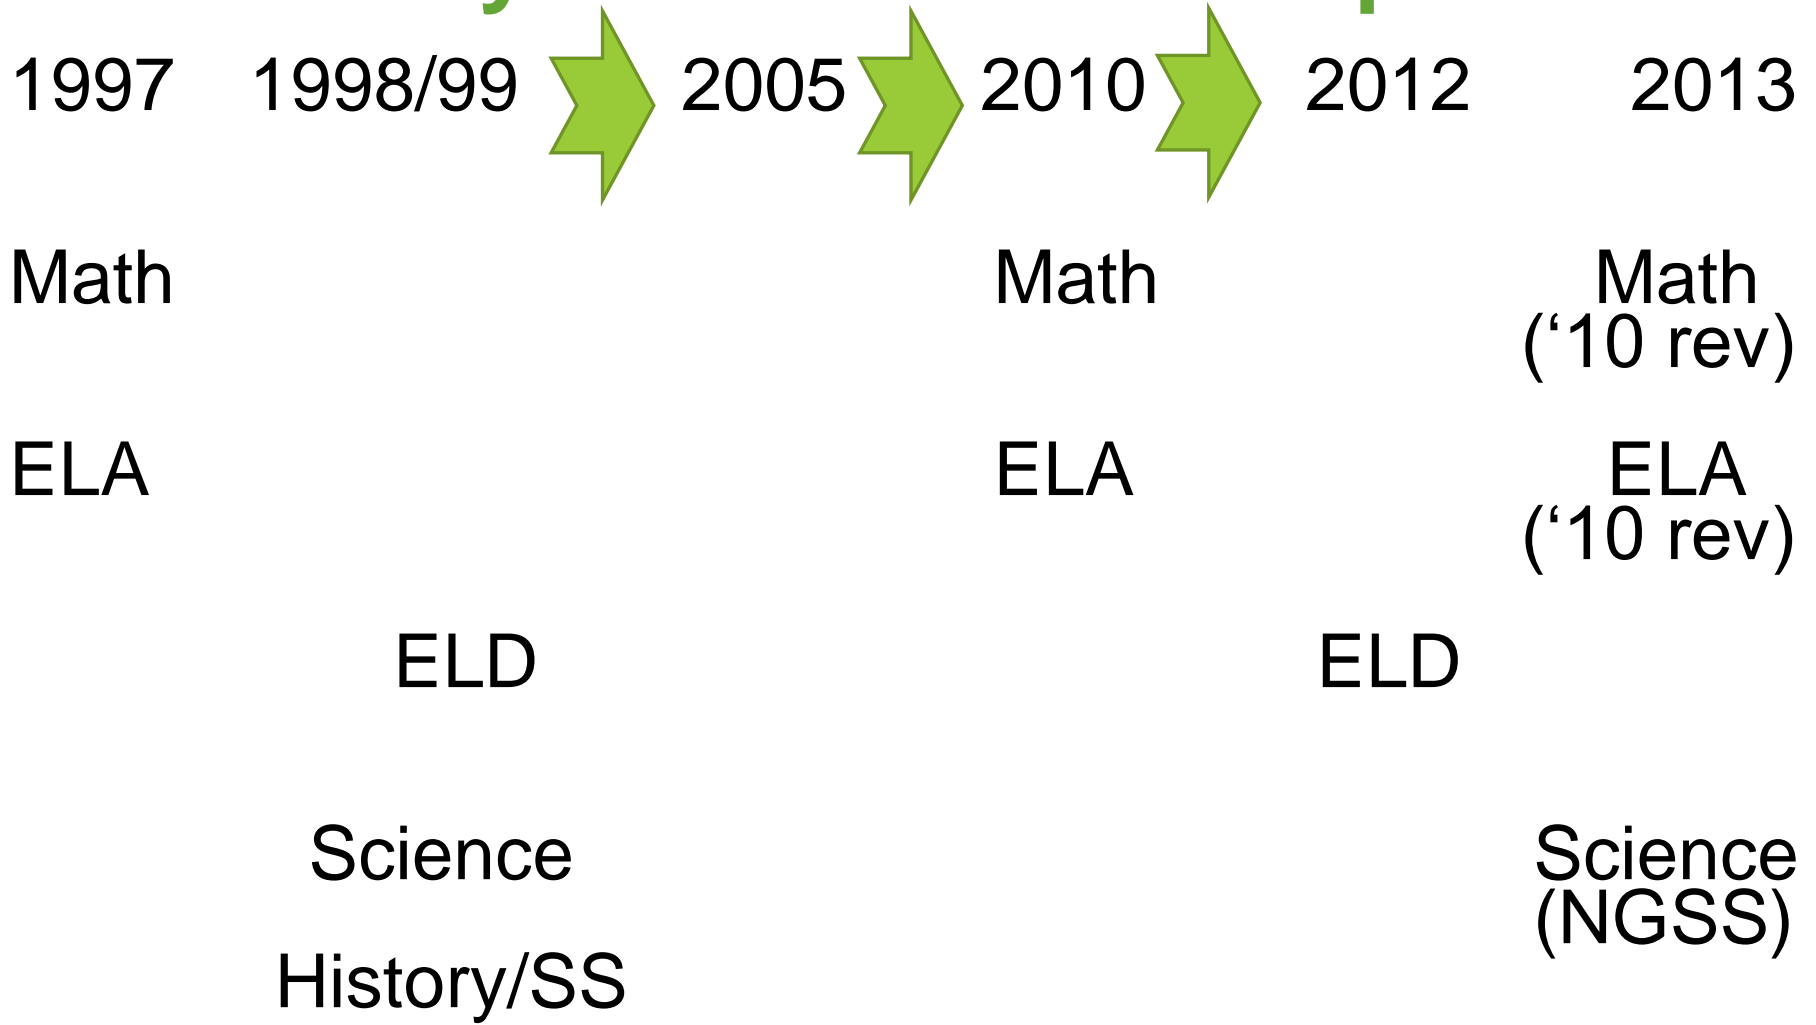 1997 1998/99 2005 2010 2012 2013
Math Math Math
(‘10 rev)
ELA ELA ELA
(‘10 rev)
ELD ELD
Science Science
(NGSS)
History/SS